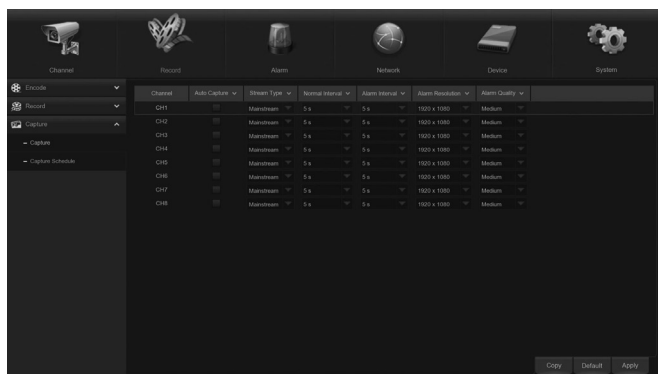 Channel Record Alarm Network Device System
Encode
Record
Capture
Capture
Capture Schedule
Channel Auto Capture Stream Type Normal Interval Alarm Interval Alarm Resolution Alarm Quality
CH1 Mainstream 5 s 5 s 1920 x 1080 Medium
CH2 Mainstream 5 s 5 s 1920 x 1080 Medium
CH3 Mainstream 5 s 5 s 1920 x 1080 Medium
CH4 Mainstream 5 s 5 s 1920 x 1080 Medium
CH5 Mainstream 5 s 5 s 1920 x 1080 Medium
CH6 Mainstream 5 s 5 s 1920 x 1080 Medium
CH7 Mainstream 5 s 5 s 1920 x 1080 Medium
CH8 Mainstream 5 s 5 s 1920 x 1080 Medium
Copy Default Apply